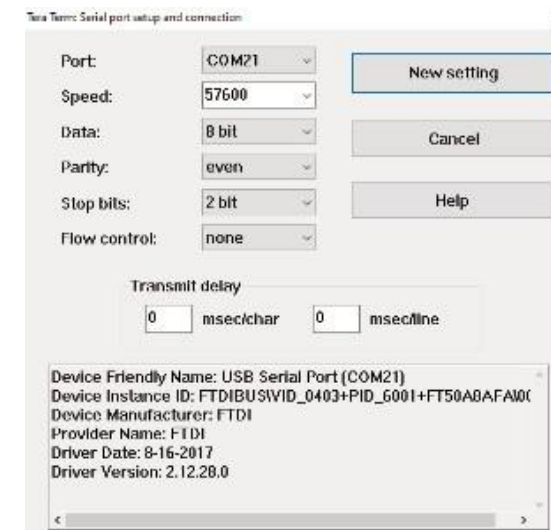 Tera Term: Serial port setup and connection
Port: COM21
New setting
Speed: 57600
Data: 8 bit
Cancel
Parity: even
Stop bits: 2 bit
Help
Flow control: none
Transmit delay
0 msec/char 0 msec/line
Device Friendly Name: USB Serial Port (COM21)
Device Instance ID: FTDIBUS\VID_0403+PID_6001+FT50A8AFA\0(
Device Manufacturer: FTDI
Provider Name: FTDI
Driver Date: 8-16-2017
Driver Version: 2.12.28.0